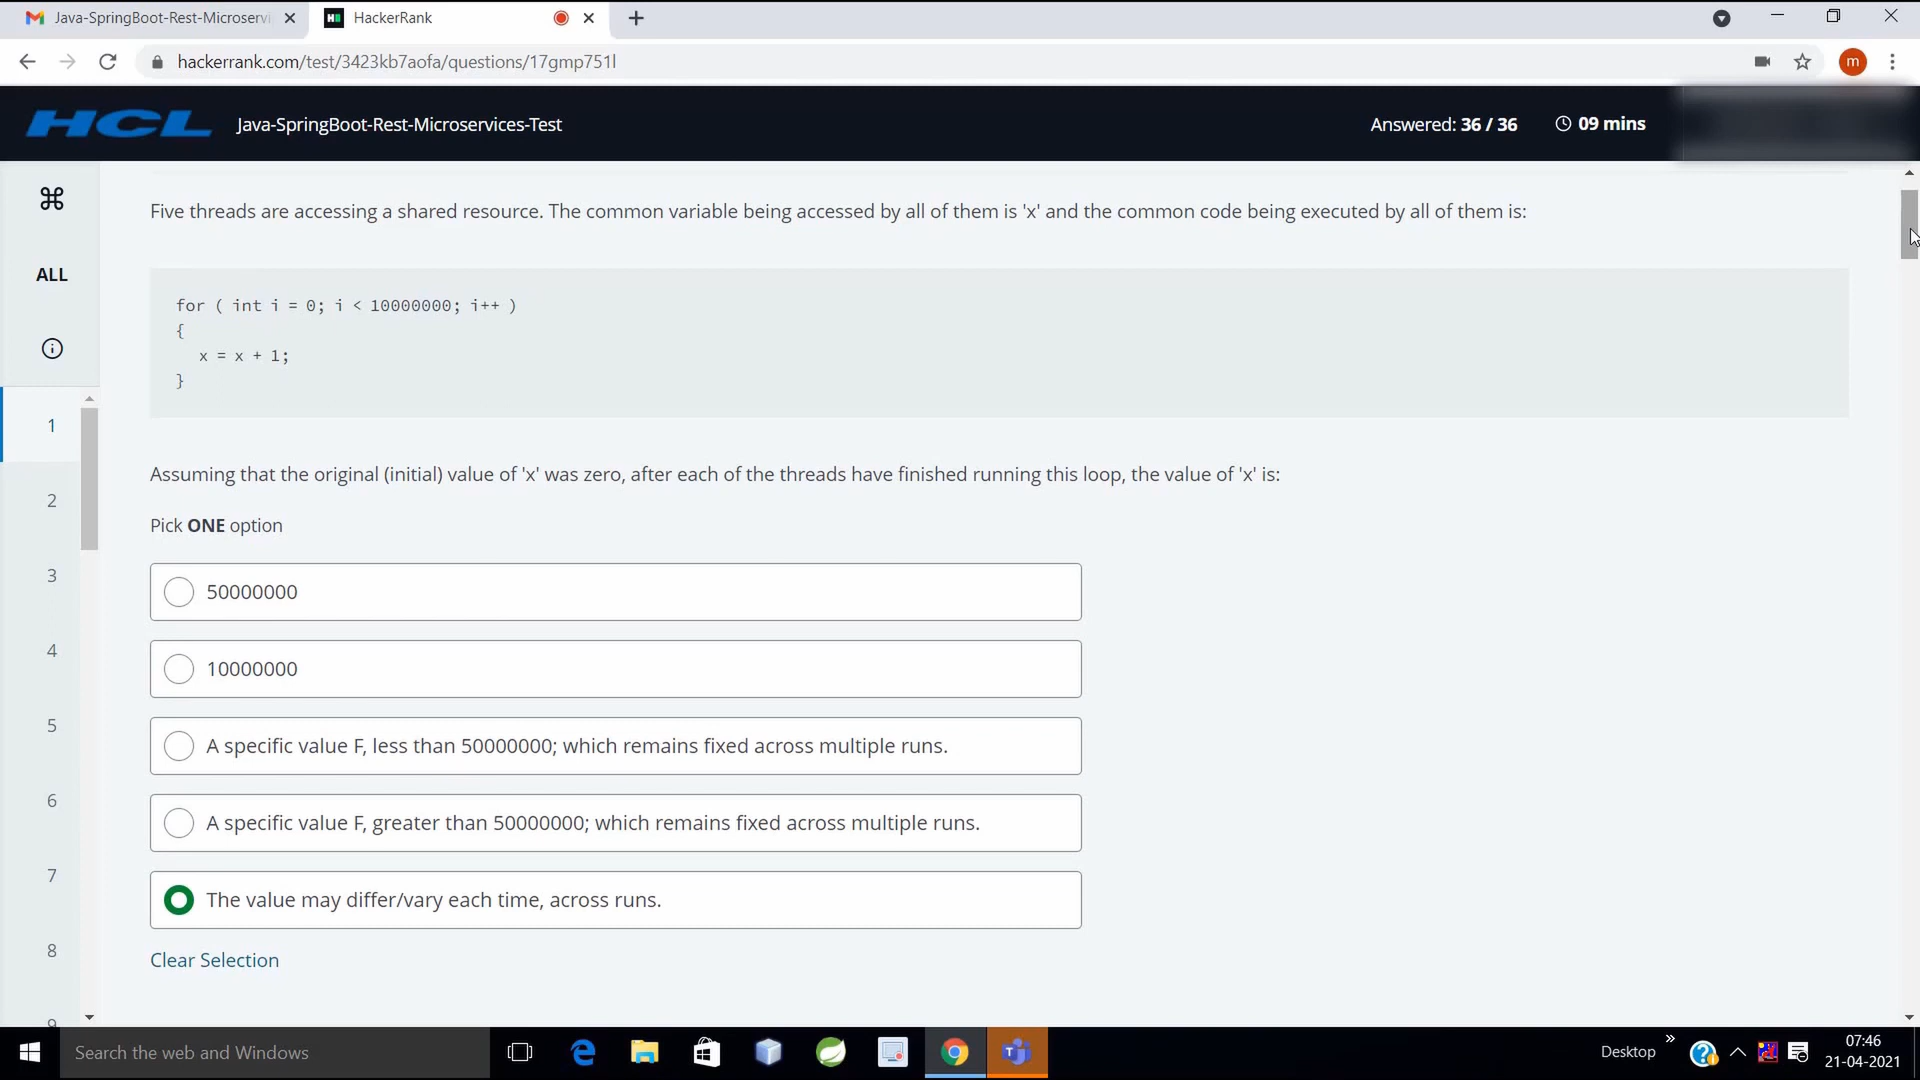 Java-SpringBoot-Rest-Microservi
HackerRank
hackerrank.com/test/3423kb7aofa/questions/17gmp751l
m
HCL
Java-SpringBoot-Rest-Microservices-Test
Answered: 36 / 36
09 mins
ALL
1
2
3
4
5
6
7
8
9
Five threads are accessing a shared resource. The common variable being accessed by all of them is 'x' and the common code being executed by all of them is:
for ( int i = 0; i < 10000000; i++ )
{
x = x + 1;
}
Assuming that the original (initial) value of 'x' was zero, after each of the threads have finished running this loop, the value of 'x' is:
Pick ONE option
50000000
10000000
A specific value F, less than 50000000; which remains fixed across multiple runs.
A specific value F, greater than 50000000; which remains fixed across multiple runs.
The value may differ/vary each time, across runs.
Clear Selection
Search the web and Windows
Desktop
07:46
21-04-2021